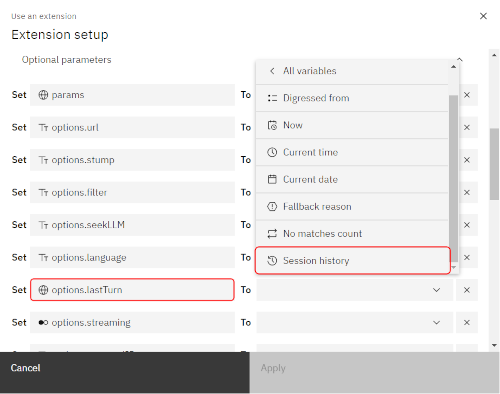 Use an extension
Extension setup
Optional parameters
All variables
Set params To
Digressed from
Set options.url To
Now
Set options.stump To
Current time
Current date
Set options.filter To
Fallback reason
Set options.seekLLM To
No matches count
Set options.language To
Session history
Set options.lastTurn To
Set options.streaming To
Cancel
Apply